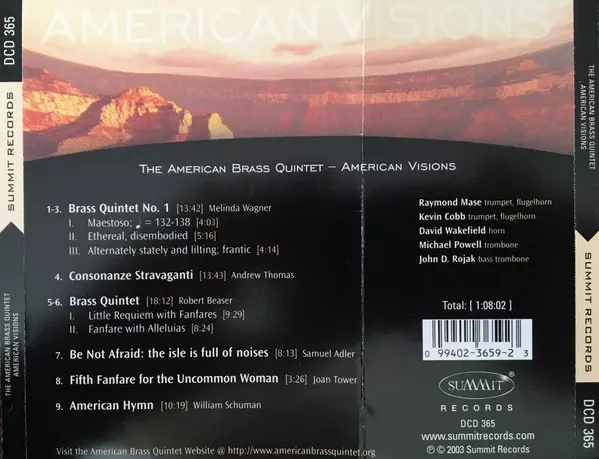 AMERICAN VISIONS
DCD 365
SUMMIT RECORDS
THE AMERICAN BRASS QUINTET
AMERICAN VISIONS
THE AMERICAN BRASS QUINTET – AMERICAN VISIONS
1-3. Brass Quintet No. 1 [13:42] Melinda Wagner
I. Maestoso; ♩ = 132-138 [4:03]
II. Ethereal, disembodied [5:16]
III. Alternately stately and lilting; frantic [4:14]
4. Consonanze Stravaganti [13:43] Andrew Thomas
5-6. Brass Quintet [18:12] Robert Beaser
I. Little Requiem with Fanfares [9:29]
II. Fanfare with Alleluias [8:24]
7. Be Not Afraid: the isle is full of noises [8:13] Samuel Adler
8. Fifth Fanfare for the Uncommon Woman [3:26] Joan Tower
9. American Hymn [10:19] William Schuman
Visit the American Brass Quintet Website @ http://www.americanbrassquintet.org
Raymond Mase trumpet, flugelhorn
Kevin Cobb trumpet, flugelhorn
David Wakefield horn
Michael Powell trombone
John D. Rojak bass trombone
Total: [ 1:08:02 ]
0 99402-3659-2 3
SUMMIT
RECORDS
DCD 365
www.summitrecords.com
℗ © 2003 Summit Records
THE AMERICAN BRASS QUINTET
AMERICAN VISIONS
SUMMIT RECORDS
DCD 365